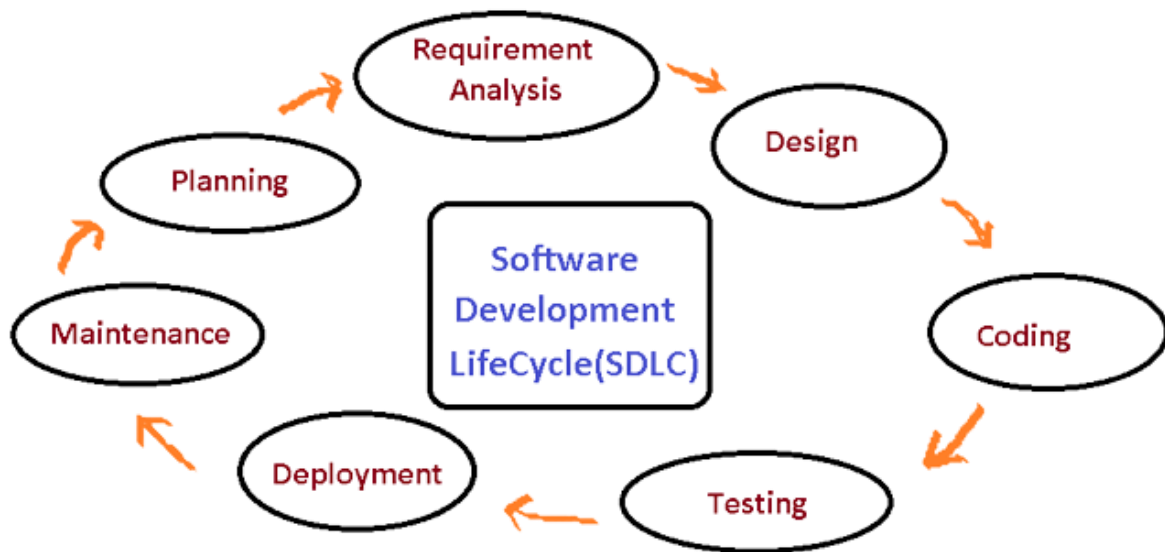 Requirement
Analysis
Design
Planning
Software
Development
LifeCycle(SDLC)
Maintenance
Coding
Deployment
Testing